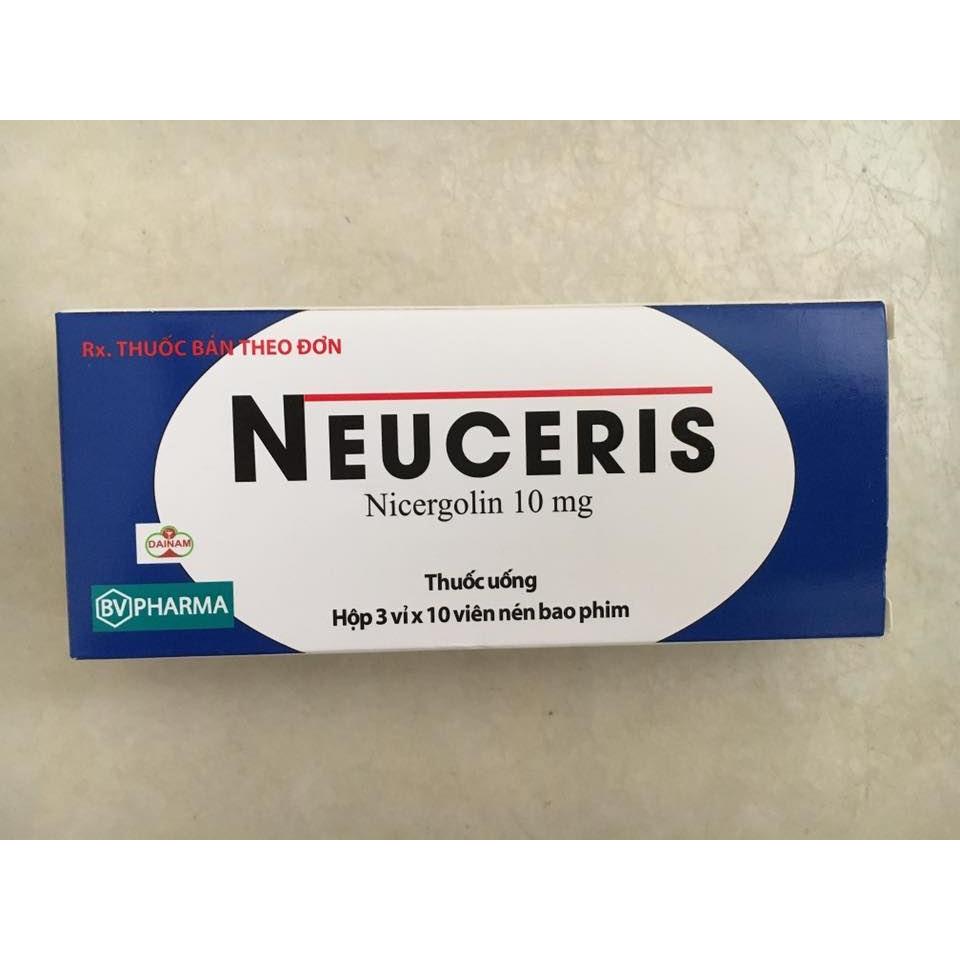 Rx. THUỐC BÁN THEO ĐƠN
NEUCERIS
Nicergolin 10 mg
DAINAM
BV PHARMA
Thuốc uống
Hộp 3 vỉ x 10 viên nén bao phim